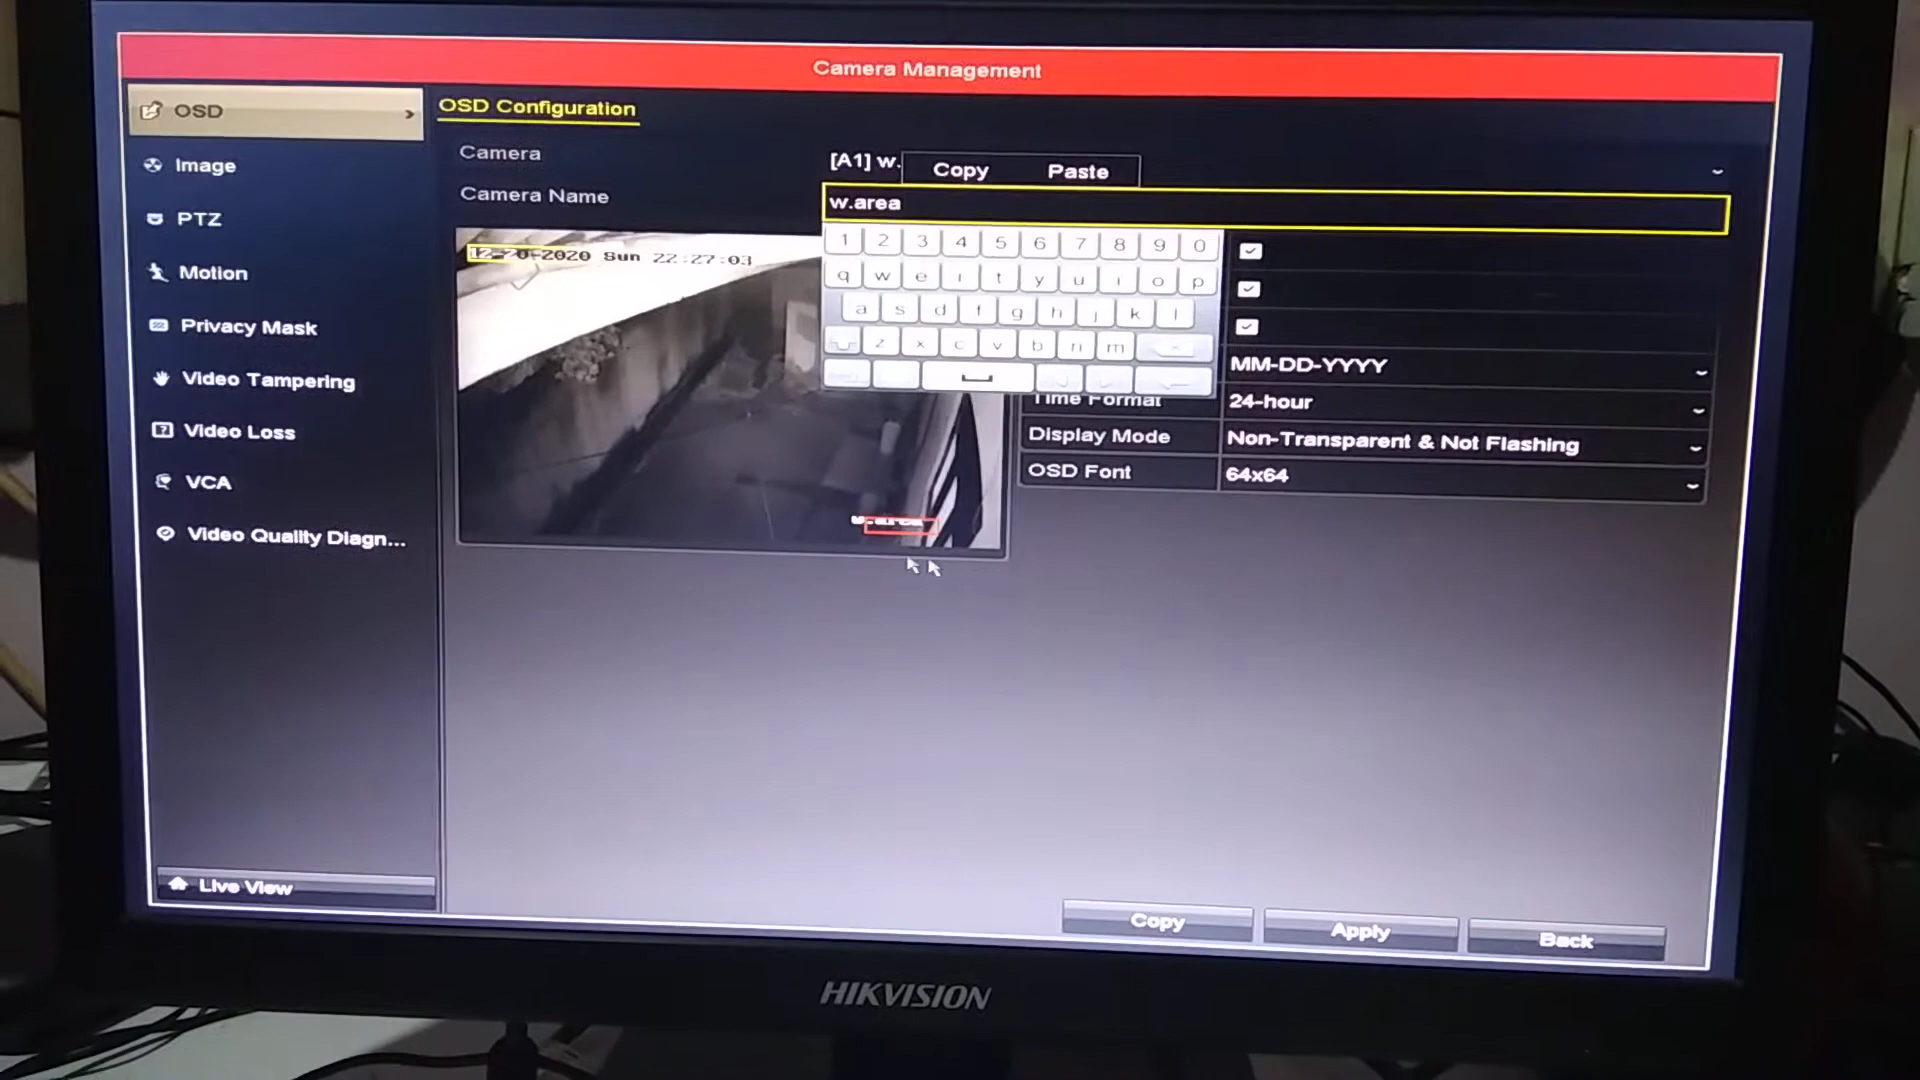 Camera Management
OSD
Image
PTZ
Motion
Privacy Mask
Video Tampering
Video Loss
VCA
Video Quality Diagn...
Live View
OSD Configuration
Camera
[A1] w.
Copy
Paste
Camera Name
w.area
12-20-2020 Sun 22:27:03
w.area
1 2 3 4 5 6 7 8 9 0
q w e r t y u i o p
a s d f g h j k l
z x c v b n m
MM-DD-YYYY
Time Format
24-hour
Display Mode
Non-Transparent & Not Flashing
OSD Font
64x64
Copy
Apply
Back
HIKVISION